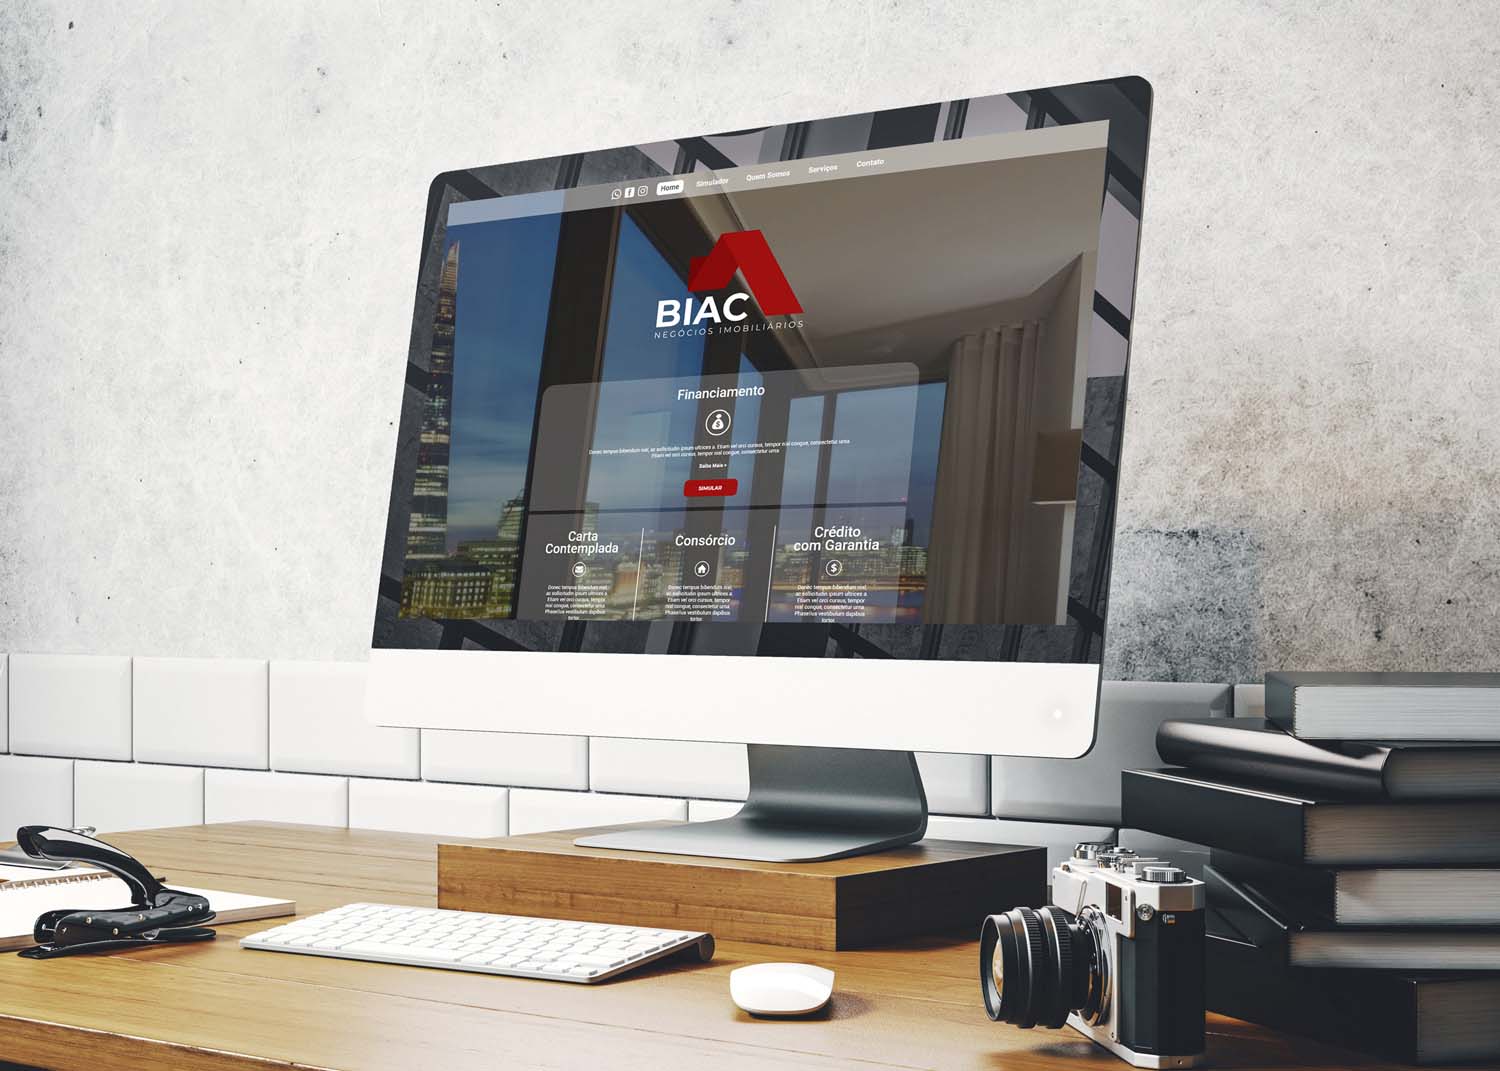 Home Simulador Quem Somos Serviços Contato
BIAC
NEGÓCIOS IMOBILIÁRIOS
Financiamento
Donec tempus bibendum nisl, ac sollicitudin ipsum ultrices a. Etiam vel orci cursus, tempor nisl congue, consectetur urna
Etiam vel orci cursus, tempor nisl congue, consectetur urna
Saiba Mais +
SIMULAR
Carta
Contemplada
Donec tempus bibendum nisl,
ac sollicitudin ipsum ultrices a
Etiam vel orci cursus, tempor
nisl congue, consectetur urna
Phasellus vestibulum dapibus
tortor
Consórcio
Donec tempus bibendum nisl,
ac sollicitudin ipsum ultrices a
Etiam vel orci cursus, tempor
nisl congue, consectetur urna
Phasellus vestibulum dapibus
tortor
Crédito
com Garantia
Donec tempus bibendum nisl,
ac sollicitudin ipsum ultrices a
Etiam vel orci cursus, tempor
nisl congue, consectetur urna
Phasellus vestibulum dapibus
tortor